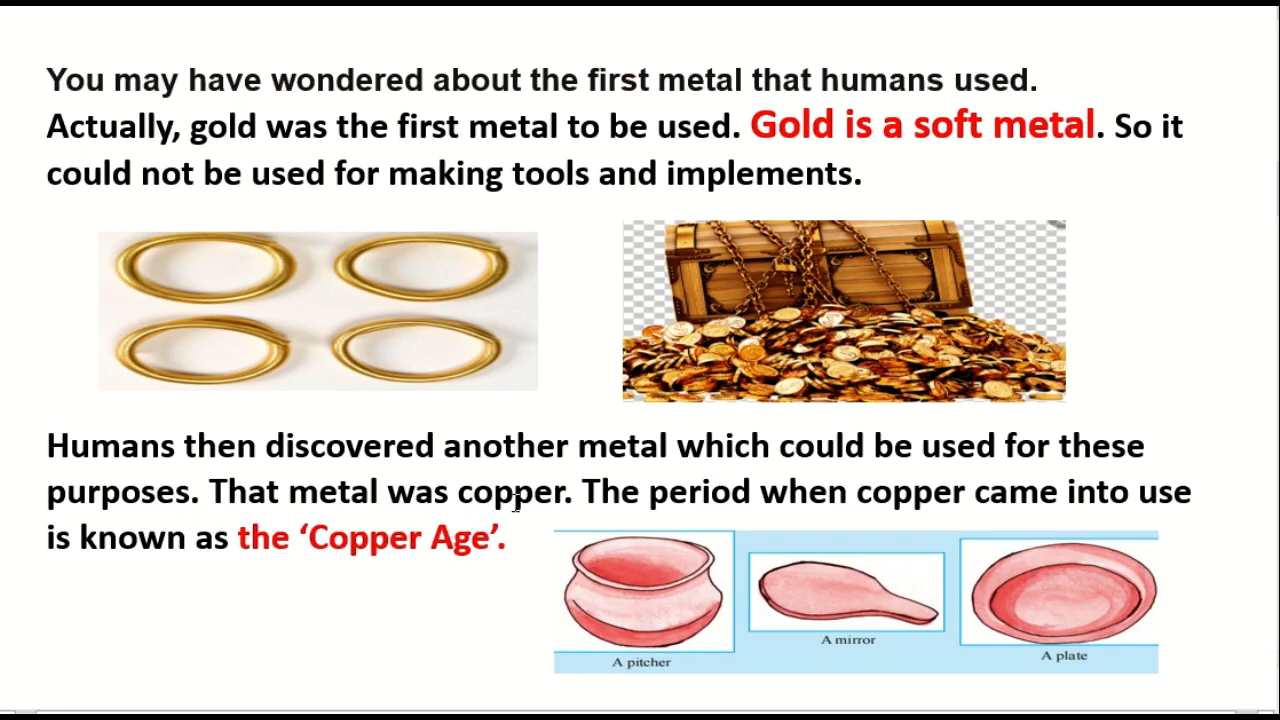 You may have wondered about the first metal that humans used.
Actually, gold was the first metal to be used. Gold is a soft metal. So it
could not be used for making tools and implements.
Humans then discovered another metal which could be used for these
purposes. That metal was copper. The period when copper came into use
is known as the ‘Copper Age’.
A pitcher
A mirror
A plate